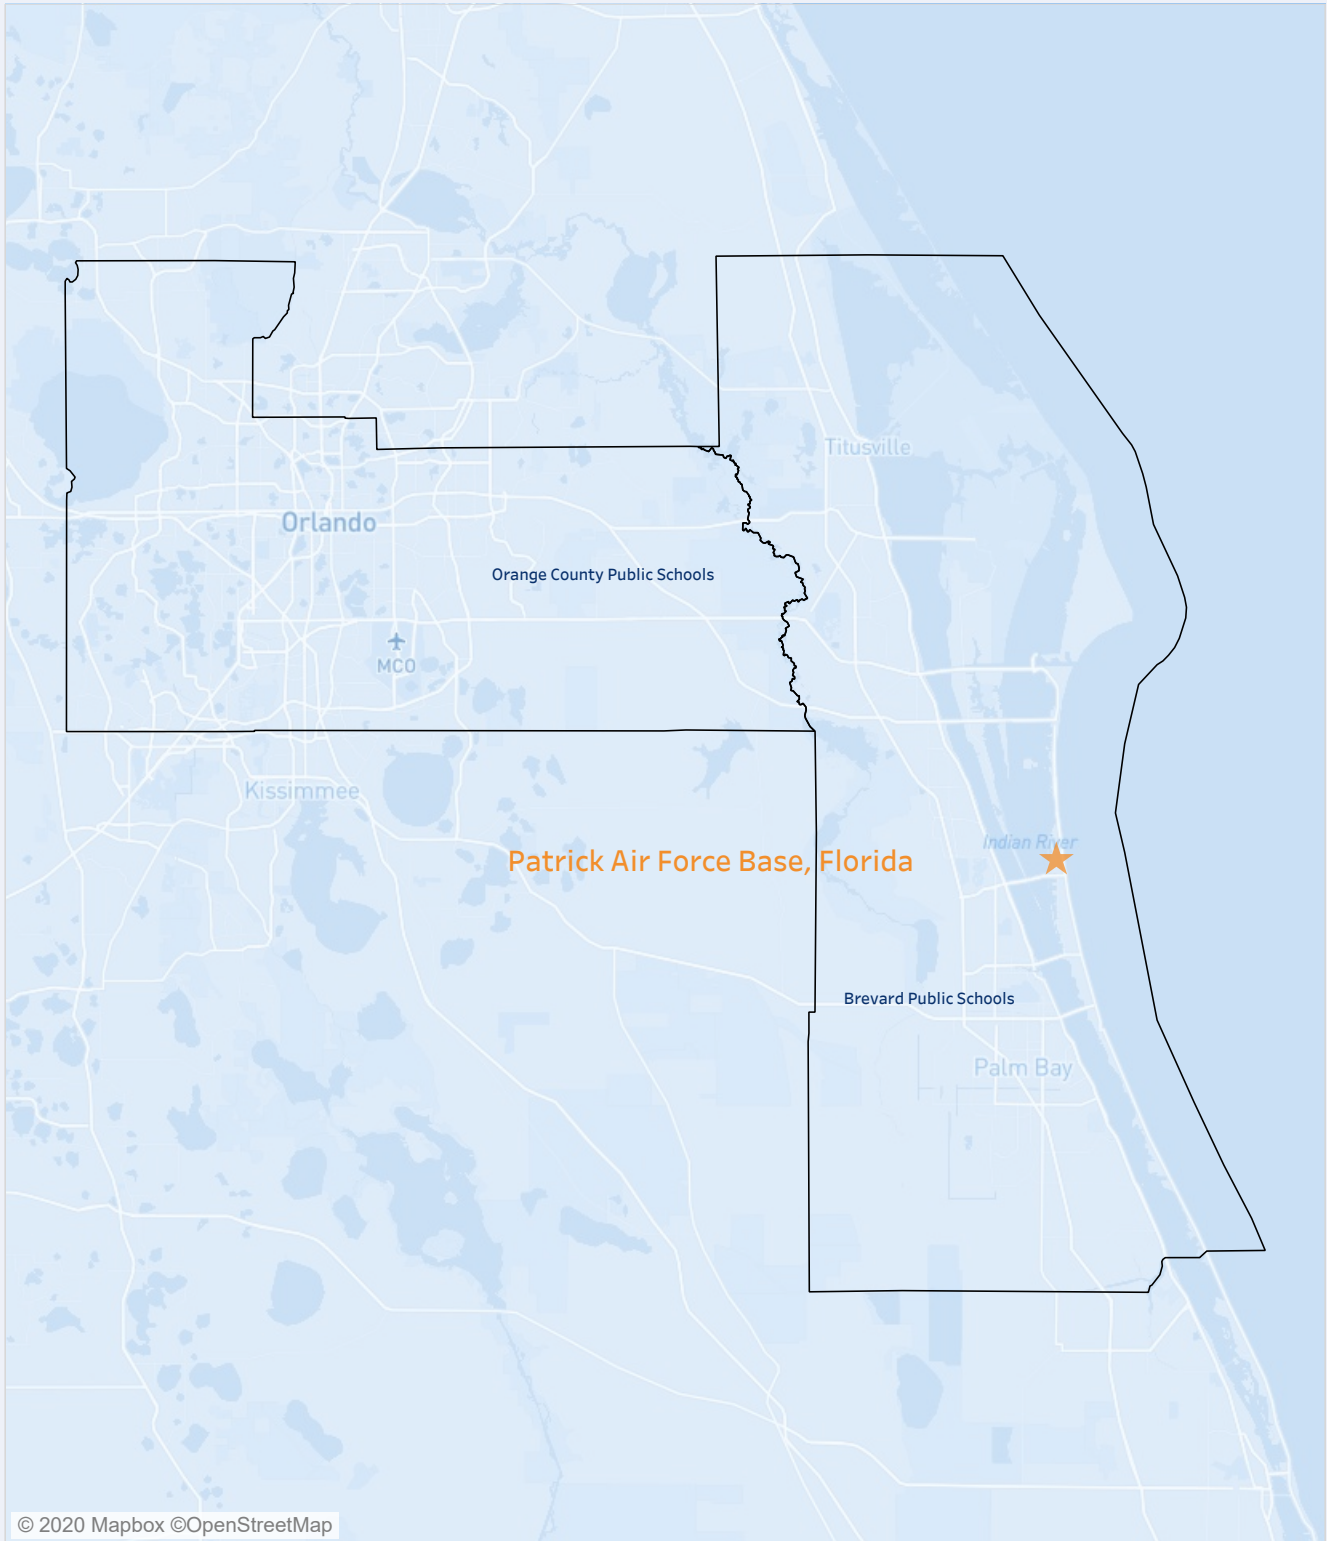 Titusville
Orlando
Orange County Public Schools
MCO
Kissimmee
Indian River
Patrick Air Force Base, Florida
Brevard Public Schools
Palm Bay
© 2020 Mapbox ©OpenStreetMap